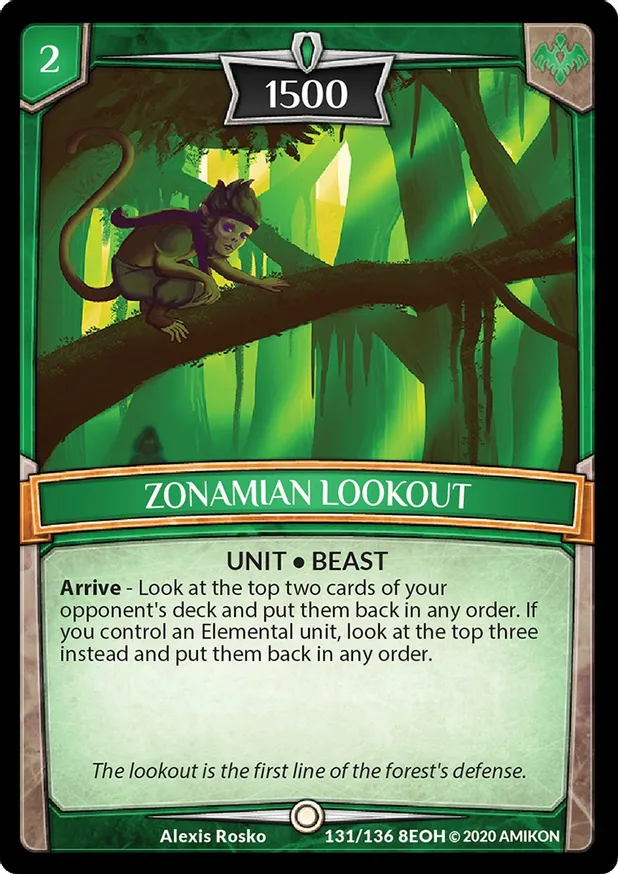 2
1500
ZONAMIAN LOOKOUT
UNIT • BEAST
Arrive - Look at the top two cards of your
opponent's deck and put them back in any order. If
you control an Elemental unit, look at the top three
instead and put them back in any order.
The lookout is the first line of the forest's defense.
Alexis Rosko 131/136 8EOH © 2020 AMIKON